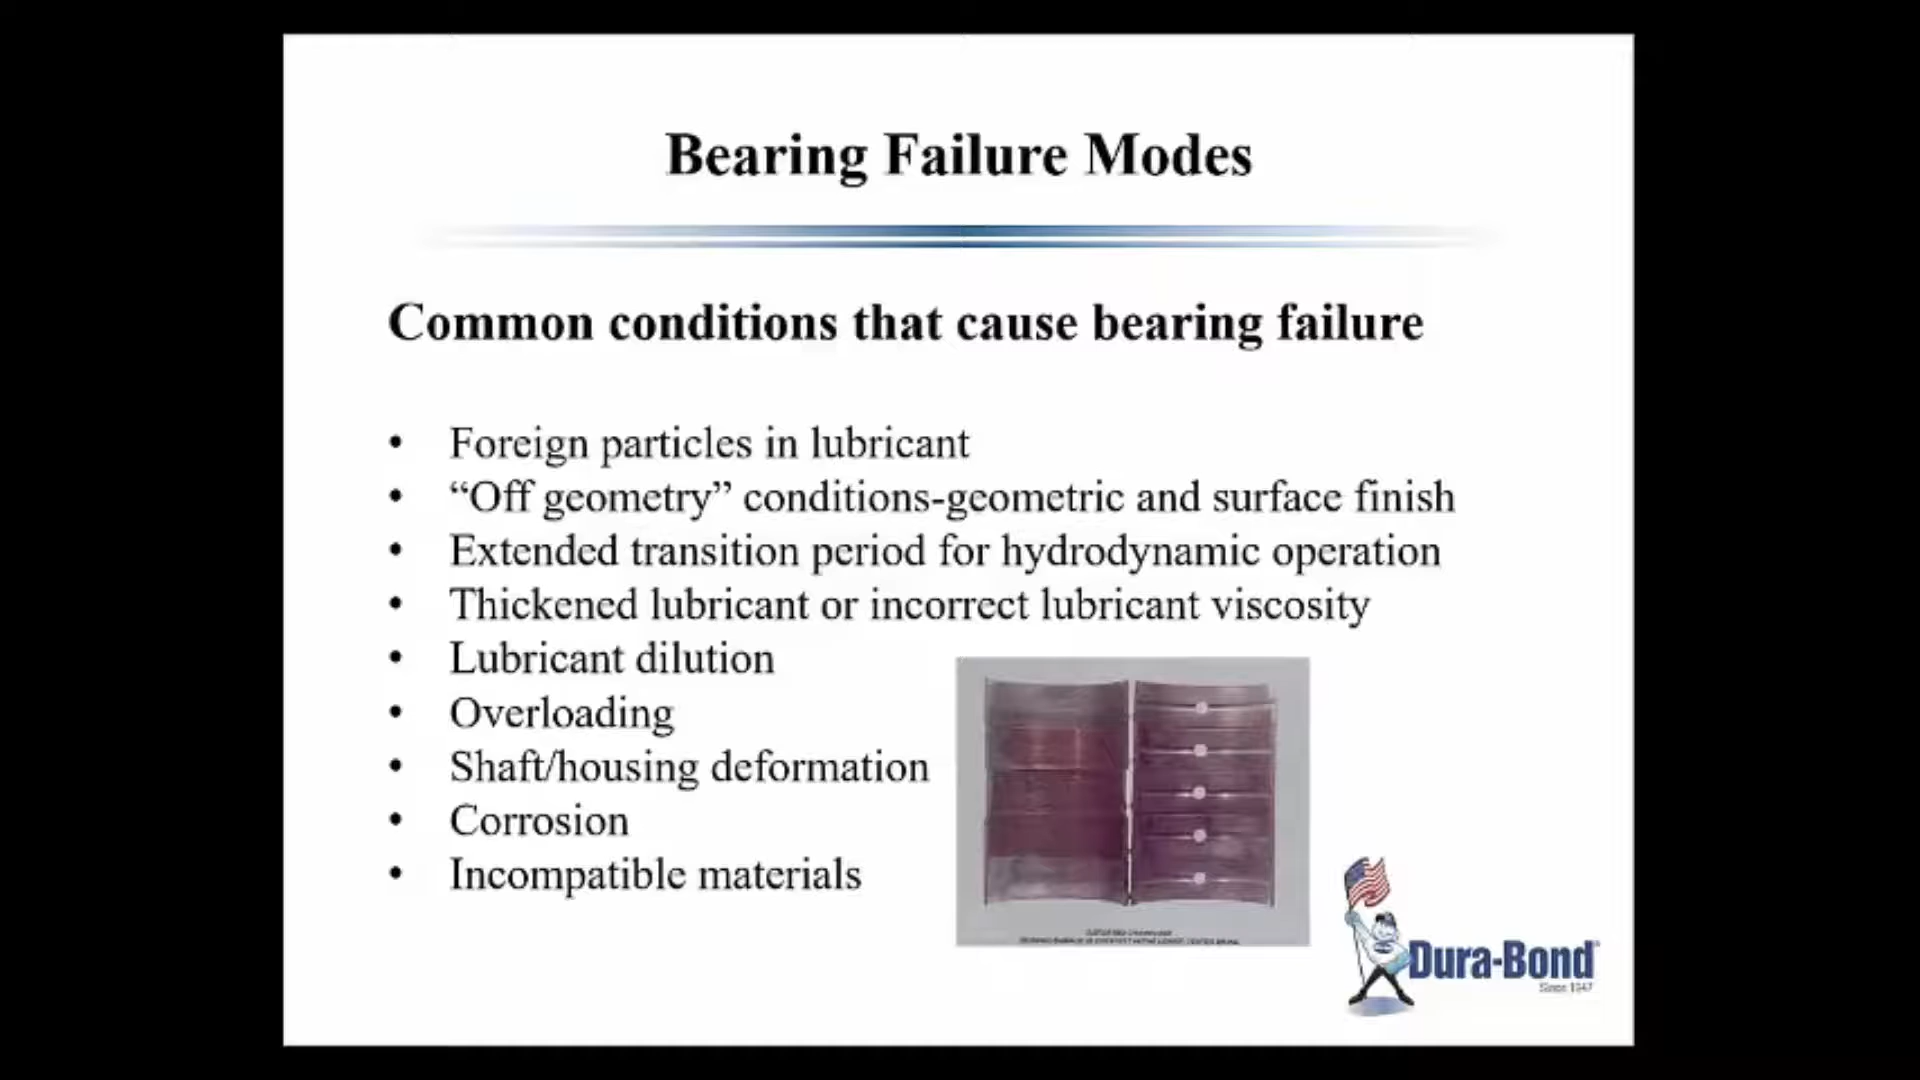 Bearing Failure Modes
Common conditions that cause bearing failure
• Foreign particles in lubricant
• “Off geometry” conditions-geometric and surface finish
• Extended transition period for hydrodynamic operation
• Thickened lubricant or incorrect lubricant viscosity
• Lubricant dilution
• Overloading
• Shaft/housing deformation
• Corrosion
• Incompatible materials
Dura-Bond
Since 1947